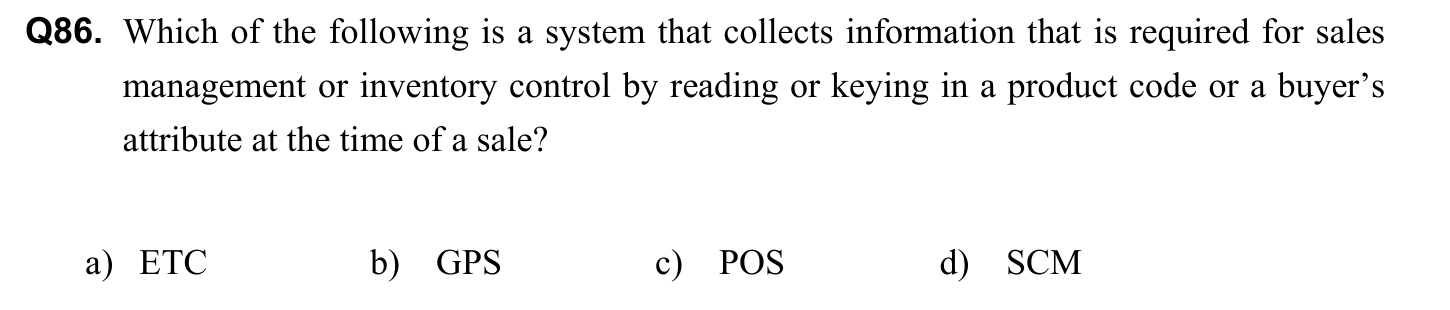 Q86. Which of the following is a system that collects information that is required for sales
management or inventory control by reading or keying in a product code or a buyer’s
attribute at the time of a sale?
a) ETC b) GPS c) POS d) SCM